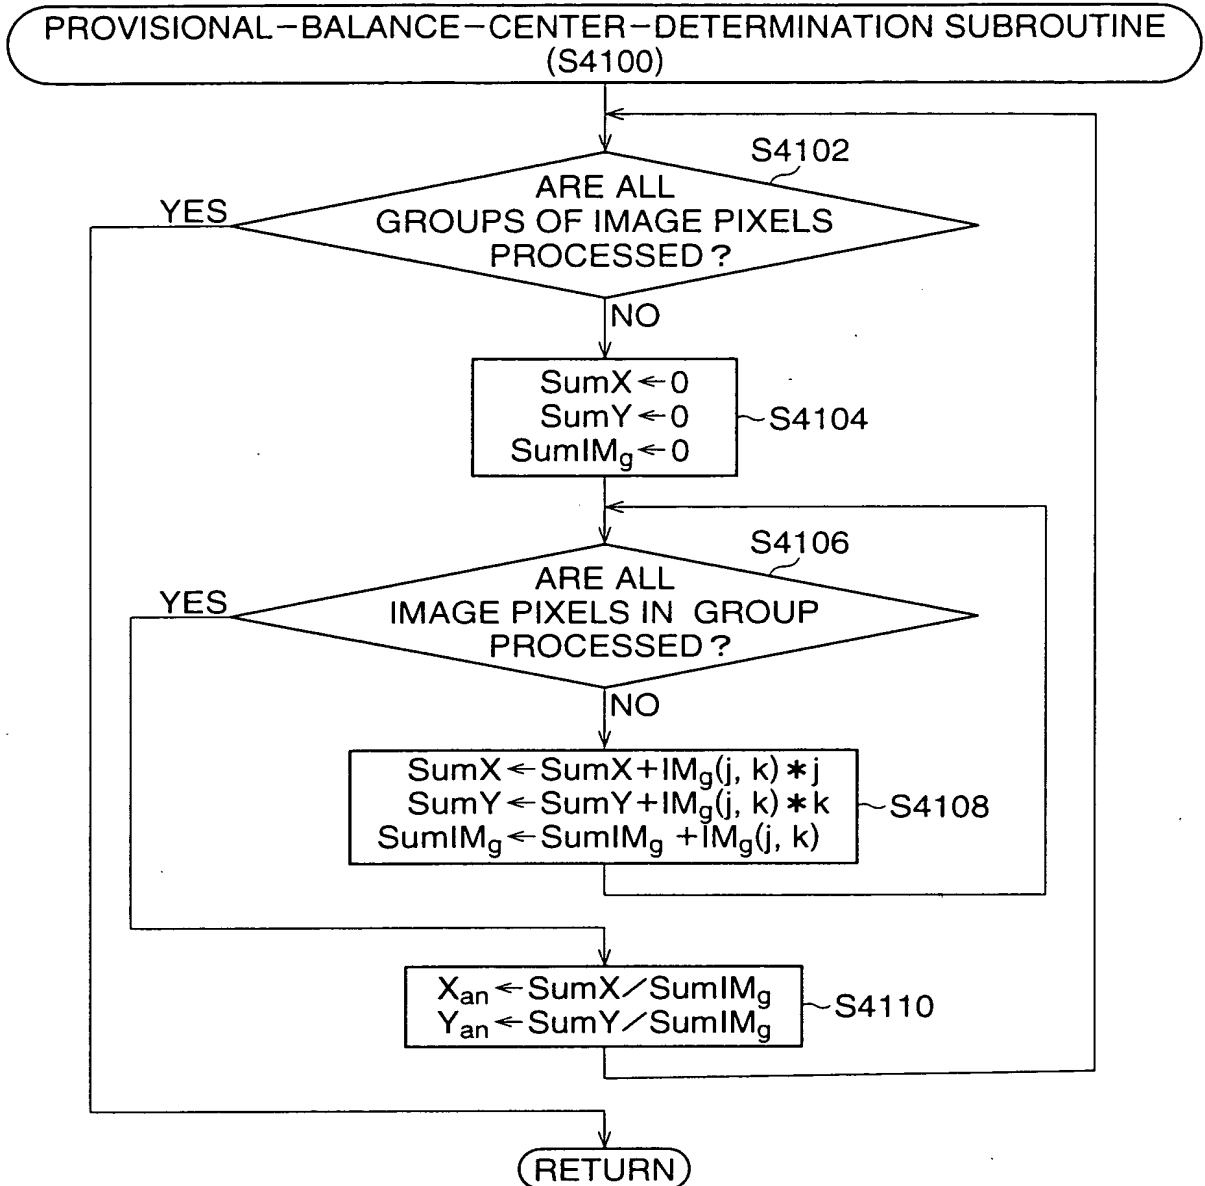 PROVISIONAL-BALANCE-CENTER-DETERMINATION SUBROUTINE
(S4100)
S4102
ARE ALL
GROUPS OF IMAGE PIXELS
PROCESSED?
YES
NO
SumX←0
SumY←0
SumIMg←0
S4104
S4106
ARE ALL
IMAGE PIXELS IN GROUP
PROCESSED?
YES
NO
SumX←SumX+IMg(j, k)*j
SumY←SumY+IMg(j, k)*k
SumIMg←SumIMg+IMg(j, k)
S4108
Xan←SumX/SumIMg
Yan←SumY/SumIMg
S4110
RETURN